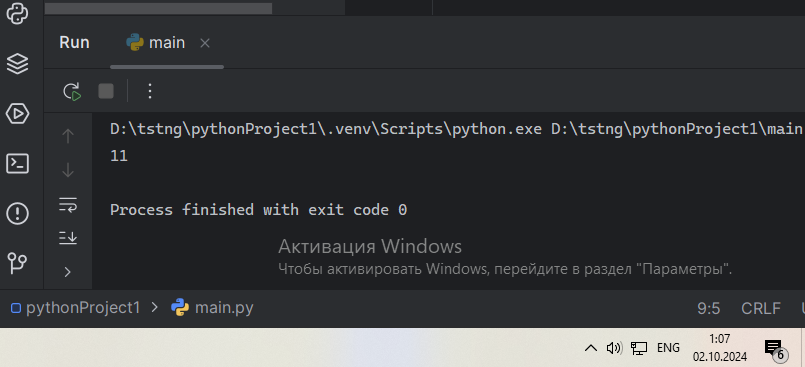 Run main
D:\tstng\pythonProject1\.venv\Scripts\python.exe D:\tstng\pythonProject1\main
11
Process finished with exit code 0
Активация Windows
Чтобы активировать Windows, перейдите в раздел "Параметры".
pythonProject1 > main.py 9:5 CRLF
ENG 1:07
02.10.2024
6